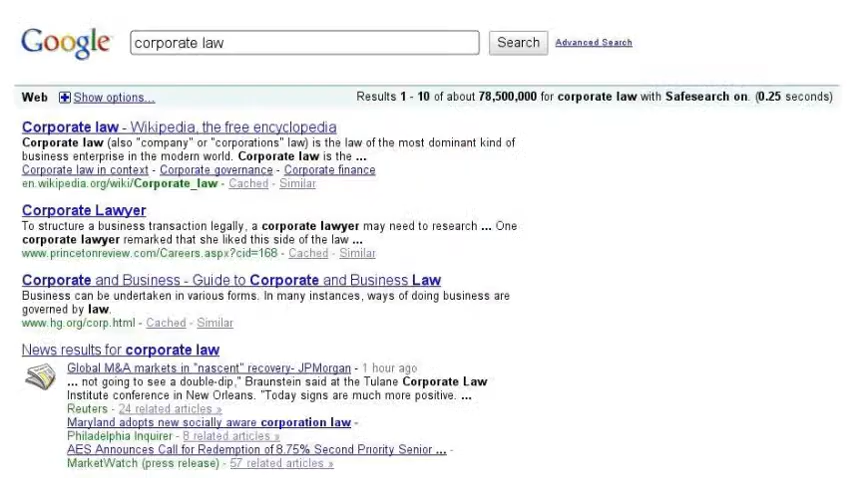 Google corporate law Search Advanced Search
Web Show options... Results 1 - 10 of about 78,500,000 for corporate law with Safesearch on. (0.25 seconds)
Corporate law - Wikipedia, the free encyclopedia
Corporate law (also "company" or "corporations" law) is the law of the most dominant kind of
business enterprise in the modern world. Corporate law is the ...
Corporate law in context - Corporate governance - Corporate finance
en.wikipedia.org/wiki/Corporate_law - Cached - Similar
Corporate Lawyer
To structure a business transaction legally, a corporate lawyer may need to research ... One
corporate lawyer remarked that she liked this side of the law ...
www.princetonreview.com/Careers.aspx?cid=168 - Cached - Similar
Corporate and Business - Guide to Corporate and Business Law
Business can be undertaken in various forms. In many instances, ways of doing business are
governed by law.
www.hg.org/corp.html - Cached - Similar
News results for corporate law
Global M&A markets in "nascent" recovery- JPMorgan - 1 hour ago
... not going to see a double-dip," Braunstein said at the Tulane Corporate Law
Institute conference in New Orleans. "Today signs are much more positive. ...
Reuters - 24 related articles »
Maryland adopts new socially aware corporation law -
Philadelphia Inquirer - 8 related articles »
AES Announces Call for Redemption of 8.75% Second Priority Senior ... -
MarketWatch (press release) - 57 related articles »